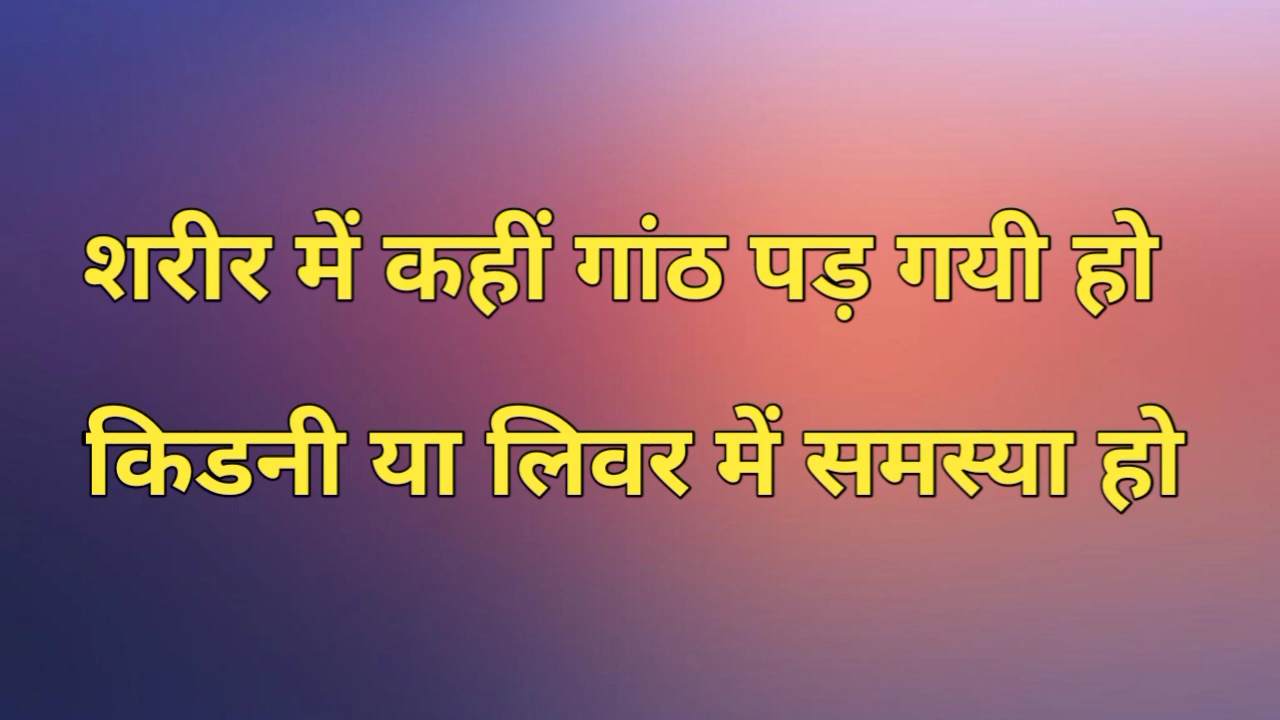 शरीर में कहीं गांठ पड़ गयी हो
किडनी या लिवर में समस्या हो